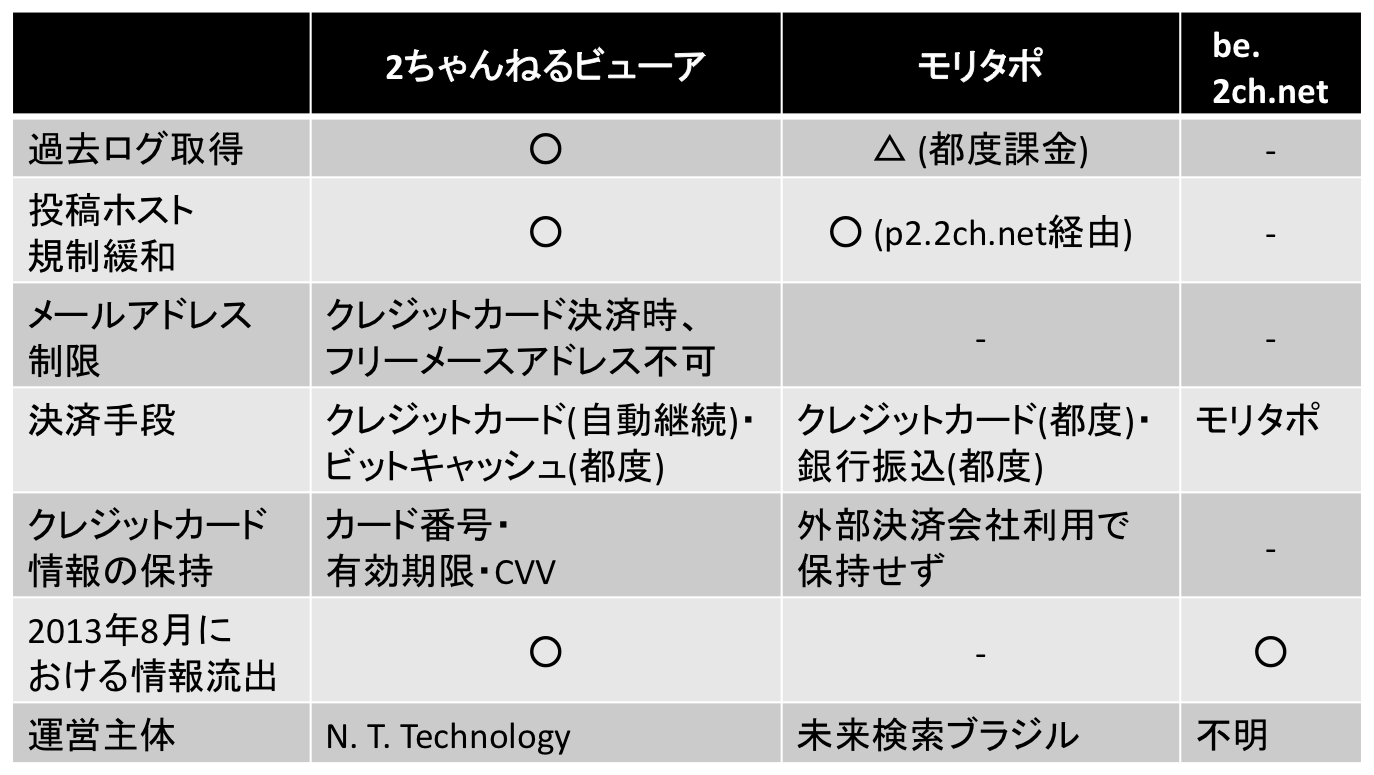 2ちゃんねるビューア モリタポ be.
2ch.net
過去ログ取得 〇 △ (都度課金) -
投稿ホスト
規制緩和 〇 〇 (p2.2ch.net経由) -
メールアドレス
制限 クレジットカード決済時、
フリーメースアドレス不可 - -
決済手段 クレジットカード(自動継続)・
ビットキャッシュ(都度) クレジットカード(都度)・
銀行振込(都度) モリタポ
クレジットカード
情報の保持 カード番号・
有効期限・CVV 外部決済会社利用で
保持せず -
2013年8月に
おける情報流出 〇 - 〇
運営主体 N. T. Technology 未来検索ブラジル 不明